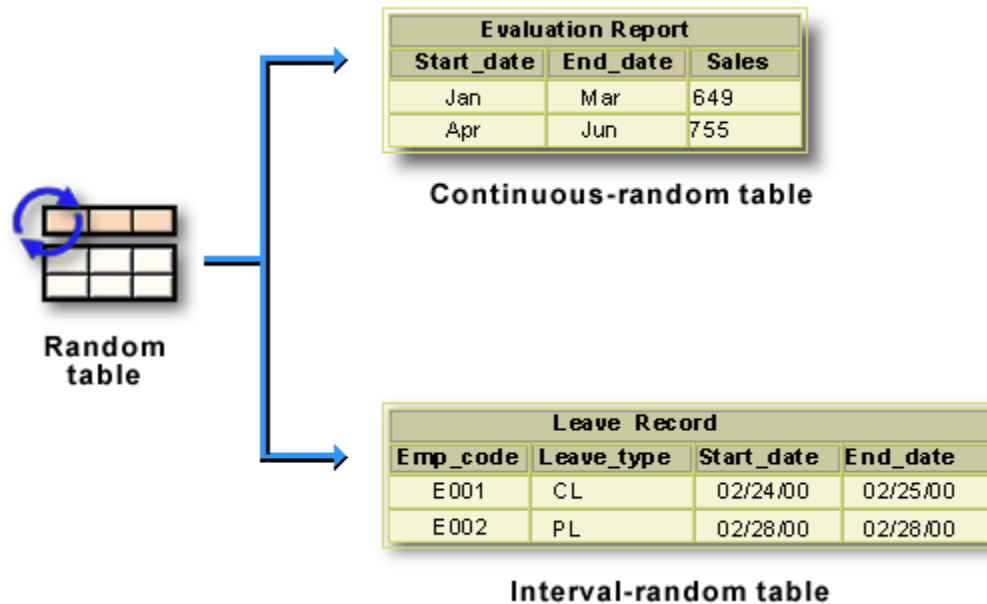 Evaluation Report
Start_date End_date Sales
Jan Mar 649
Apr Jun 755
Continuous-random table
Random
table
Leave Record
Emp_code Leave_type Start_date End_date
E001 CL 02/24/00 02/25/00
E002 PL 02/28/00 02/28/00
Interval-random table